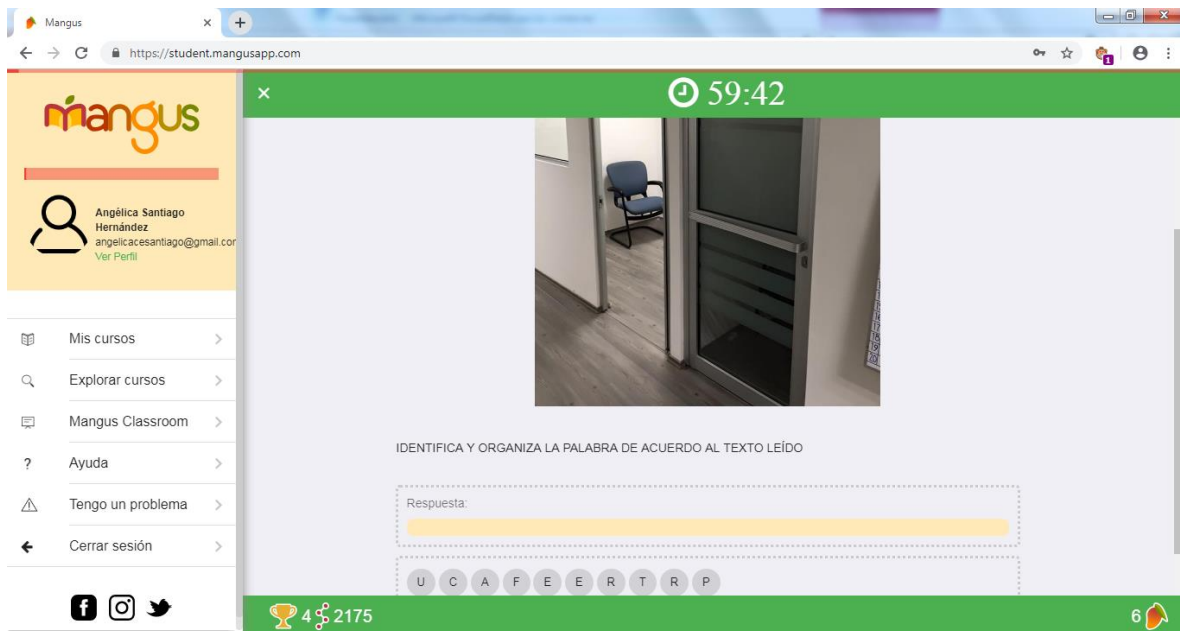 Mangus
https://student.mangusapp.com
1
mangus
59:42
Angélica Santiago
Hernández
angelicacesantiago@gmail.cor
Ver Perfil
Mis cursos
Explorar cursos
Mangus Classroom
? Ayuda
Tengo un problema
Cerrar sesión
IDENTIFICA Y ORGANIZA LA PALABRA DE ACUERDO AL TEXTO LEÍDO
Respuesta:
U C A F E E R T R P
4 2175
6